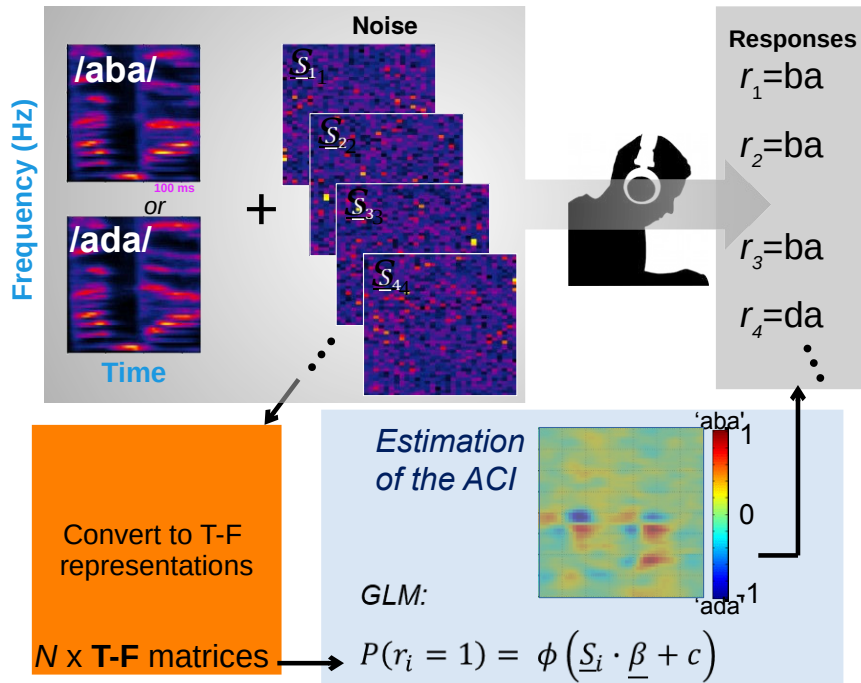 Noise
Responses
/aba/
100 ms
or
/ada/
Frequency (Hz)
Time
+
S₁
S₂
S₃
S₄
r₁=ba
r₂=ba
r₃=ba
r₄=da
Convert to T-F
representations
N x T-F matrices
Estimation
of the ACI
'aba'
1
0
-1
'ada'
GLM:
P(rᵢ = 1) = ϕ(S̲ᵢ · β̲ + c)